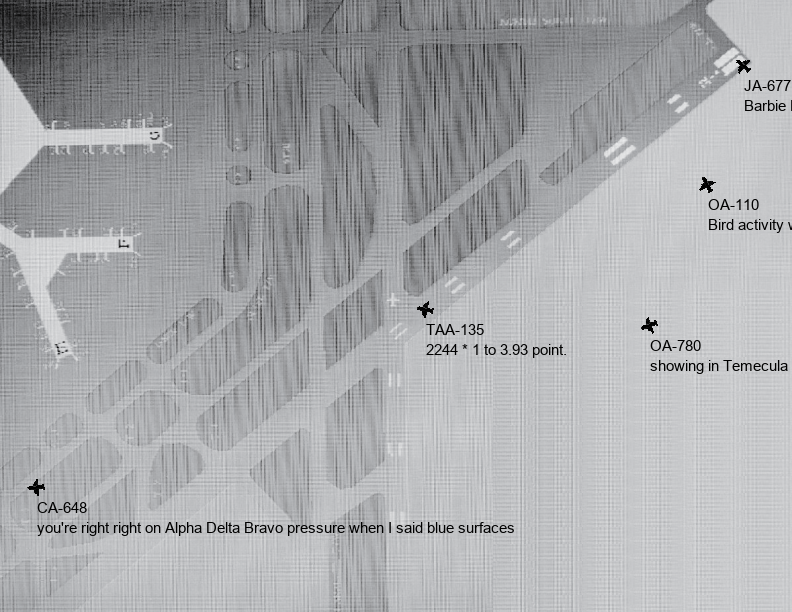 JA-677
Barbie
OA-110
Bird activity
TAA-135
2244 * 1 to 3.93 point.
OA-780
showing in Temecula
CA-648
you're right right on Alpha Delta Bravo pressure when I said blue surfaces